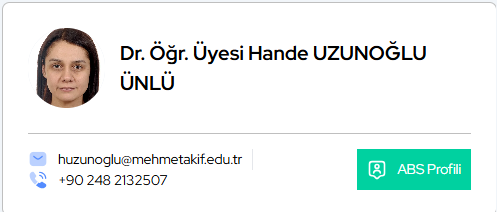 Dr. Öğr. Üyesi Hande UZUNOĞLU
ÜNLÜ
huzunoglu@mehmetakif.edu.tr
+90 248 2132507
ABS Profili